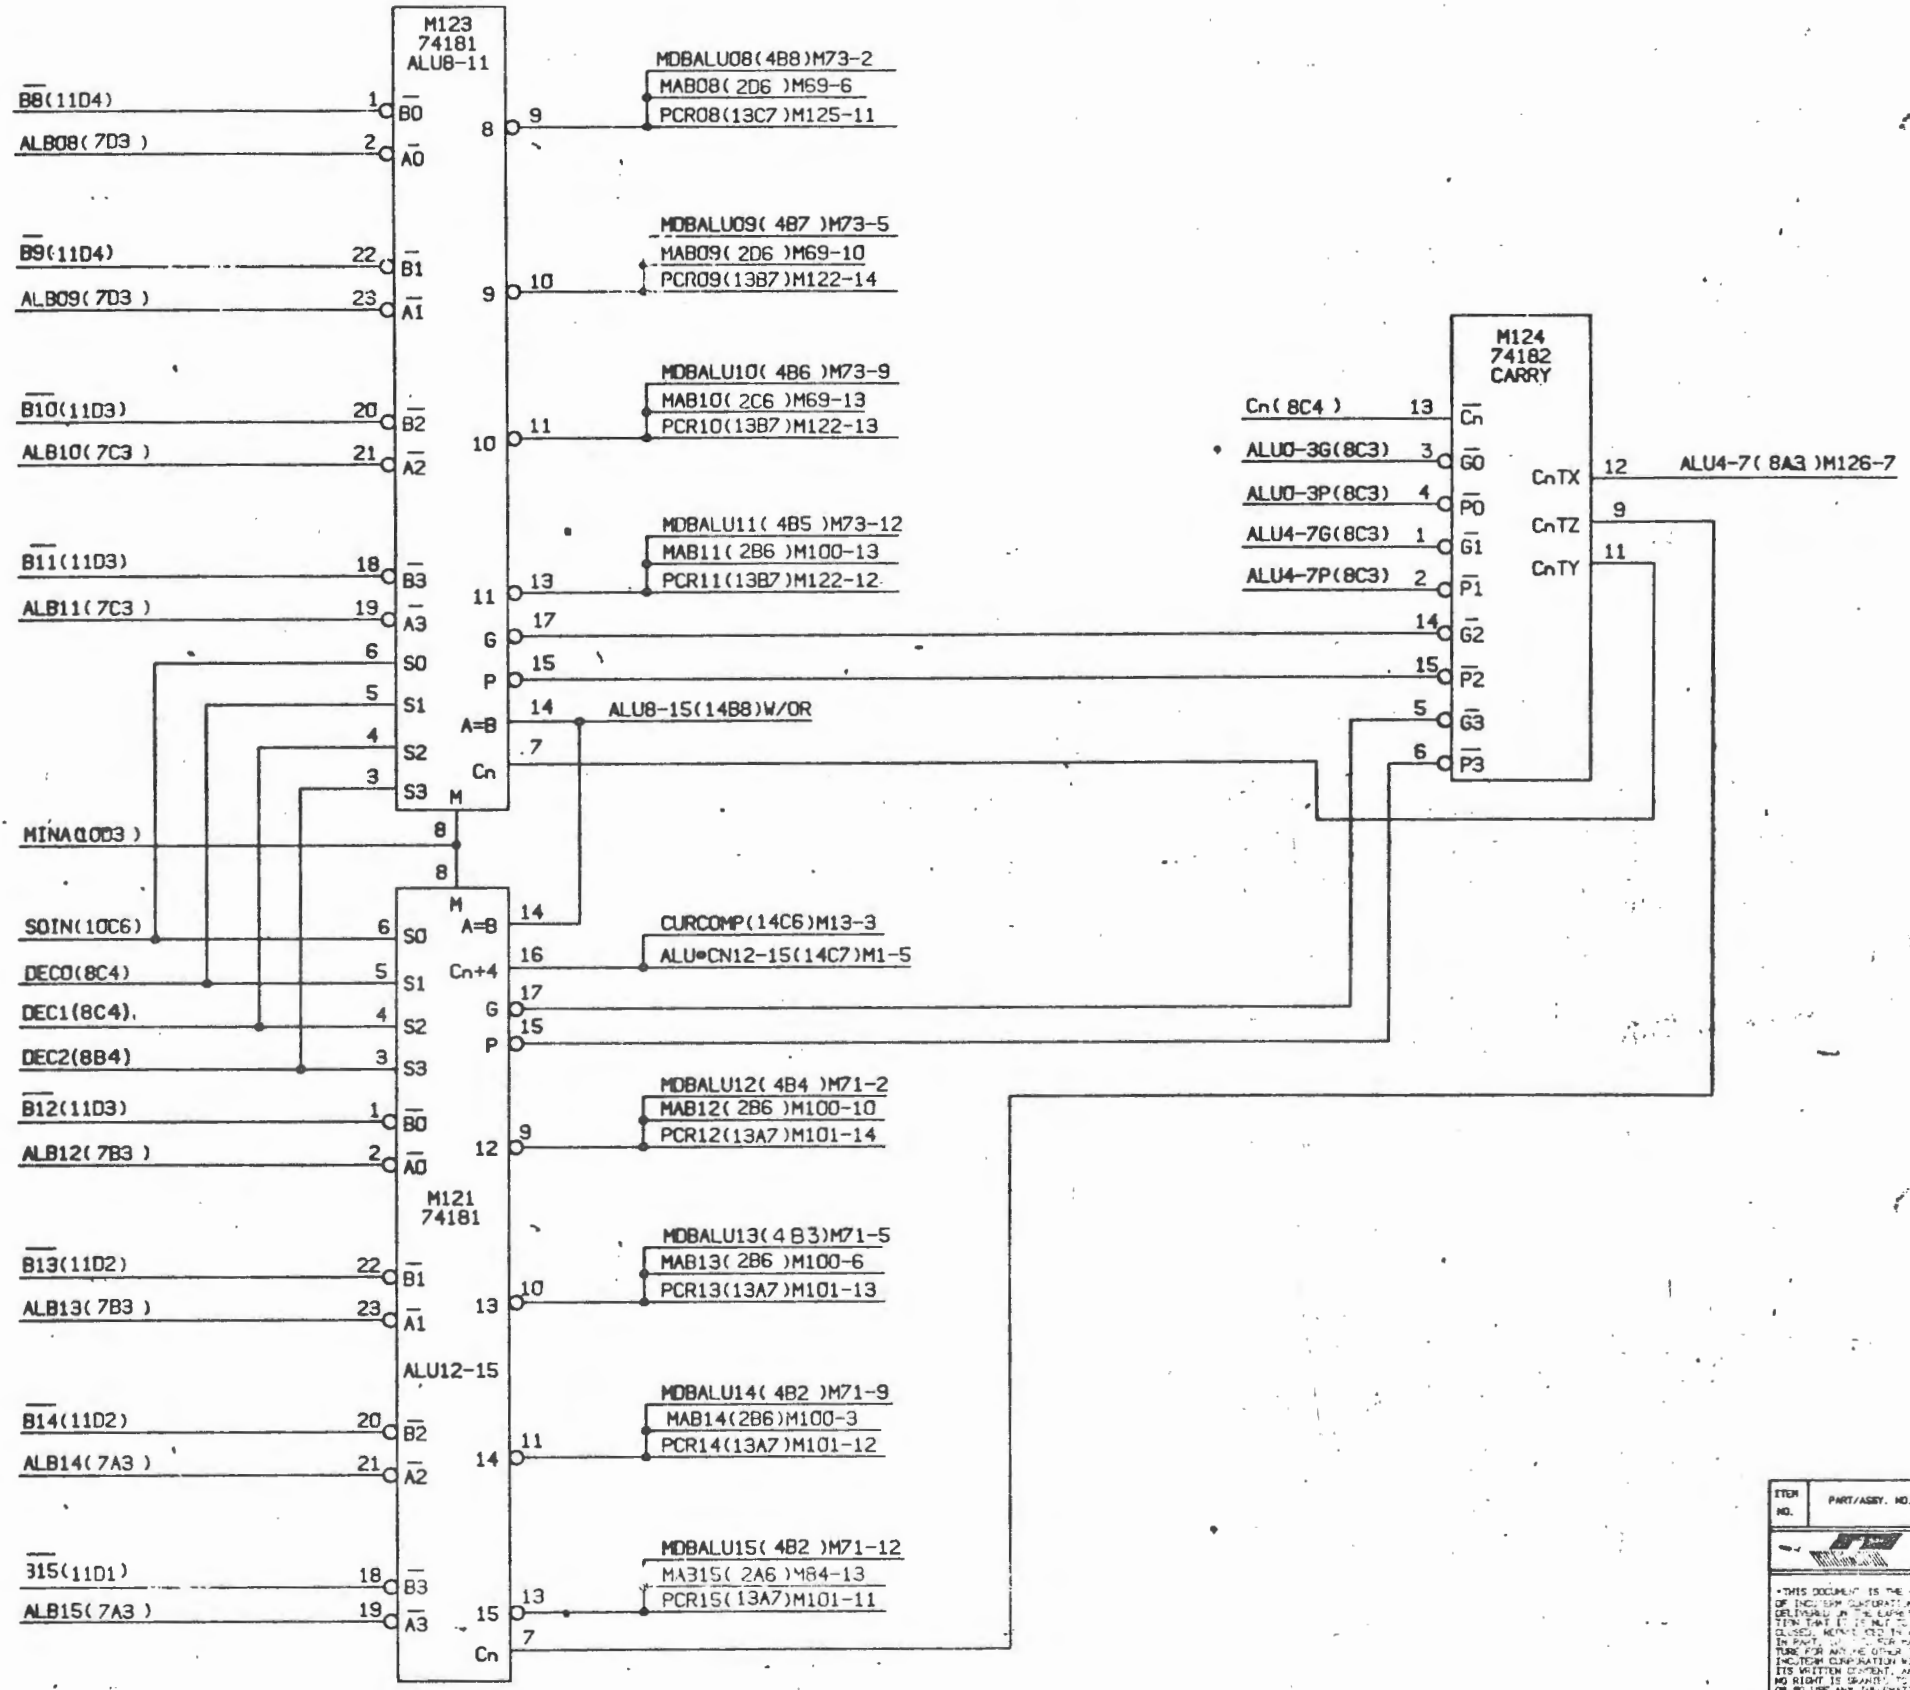 M123
74181
ALU8-11
B8(11D4)
1
B0
ALB08(7D3)
2
A0
8
9
MDBALU08(4B8)M73-2
MAB08(2D6)M69-6
PCR08(13C7)M125-11
B9(11D4)
22
B1
ALB09(7D3)
23
A1
9
10
MDBALU09(4B7)M73-5
MAB09(2D6)M69-10
PCR09(13B7)M122-14
B10(11D3)
20
B2
ALB10(7C3)
21
A2
10
11
MDBALU10(4B6)M73-9
MAB10(2C6)M69-13
PCR10(13B7)M122-13
B11(11D3)
18
B3
ALB11(7C3)
19
A3
11
13
MDBALU11(4B5)M73-12
MAB11(2B6)M100-13
PCR11(13B7)M122-12
6
S0
5
S1
4
S2
3
S3
G
17
P
15
A=B
14
ALU8-15(14B8)W/OR
Cn
7
M
8
MINA(10D3)
8
M
M124
74182
CARRY
Cn(8C4)
13
Cn
ALU0-3G(8C3)
3
G0
ALU0-3P(8C3)
4
P0
ALU4-7G(8C3)
1
G1
ALU4-7P(8C3)
2
P1
14
G2
15
P2
5
G3
6
P3
CnTX
12
ALU4-7(8A3)M126-7
CnTZ
9
CnTY
11
SOIN(10C6)
6
S0
DEC0(8C4)
5
S1
DEC1(8C4)
4
S2
DEC2(8B4)
3
S3
A=B
14
Cn+4
16
CURCOMP(14C6)M13-3
ALU•CN12-15(14C7)M1-5
G
17
P
15
B12(11D3)
1
B0
ALB12(7B3)
2
A0
12
9
MDBALU12(4B4)M71-2
MAB12(2B6)M100-10
PCR12(13A7)M101-14
M121
74181
B13(11D2)
22
B1
ALB13(7B3)
23
A1
13
10
MDBALU13(4B3)M71-5
MAB13(2B6)M100-6
PCR13(13A7)M101-13
ALU12-15
B14(11D2)
20
B2
ALB14(7A3)
21
A2
14
11
MDBALU14(4B2)M71-9
MAB14(2B6)M100-3
PCR14(13A7)M101-12
B15(11D1)
18
B3
ALB15(7A3)
19
A3
15
13
MDBALU15(4B2)M71-12
MAB15(2A6)M84-13
PCR15(13A7)M101-11
Cn
7
ITEM
NO.
PART/ASSY. NO.
"THIS DOCUMENT IS THE